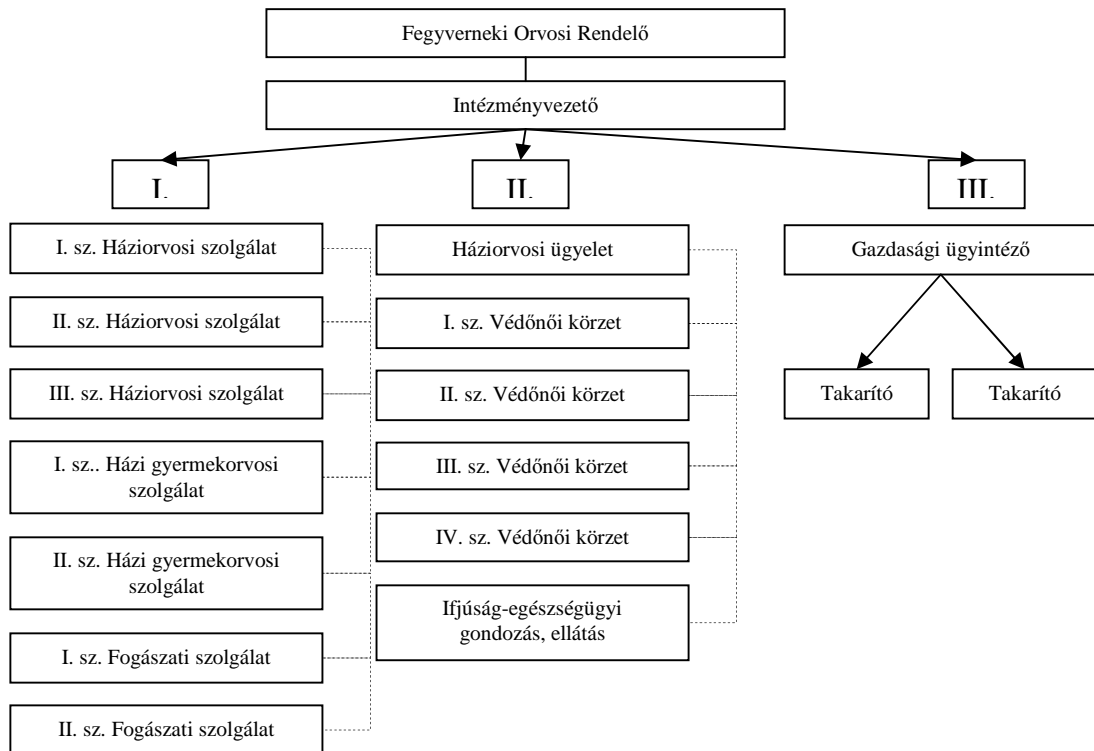 Fegyverneki Orvosi Rendelő
Intézményvezető
I.
II.
III.
I. sz. Háziorvosi szolgálat
II. sz. Háziorvosi szolgálat
III. sz. Háziorvosi szolgálat
I. sz.. Házi gyermekorvosi
szolgálat
II. sz. Házi gyermekorvosi
szolgálat
I. sz. Fogászati szolgálat
II. sz. Fogászati szolgálat
Háziorvosi ügyelet
I. sz. Védőnői körzet
II. sz. Védőnői körzet
III. sz. Védőnői körzet
IV. sz. Védőnői körzet
Ifjúság-egészségügyi
gondozás, ellátás
Gazdasági ügyintéző
Takarító
Takarító